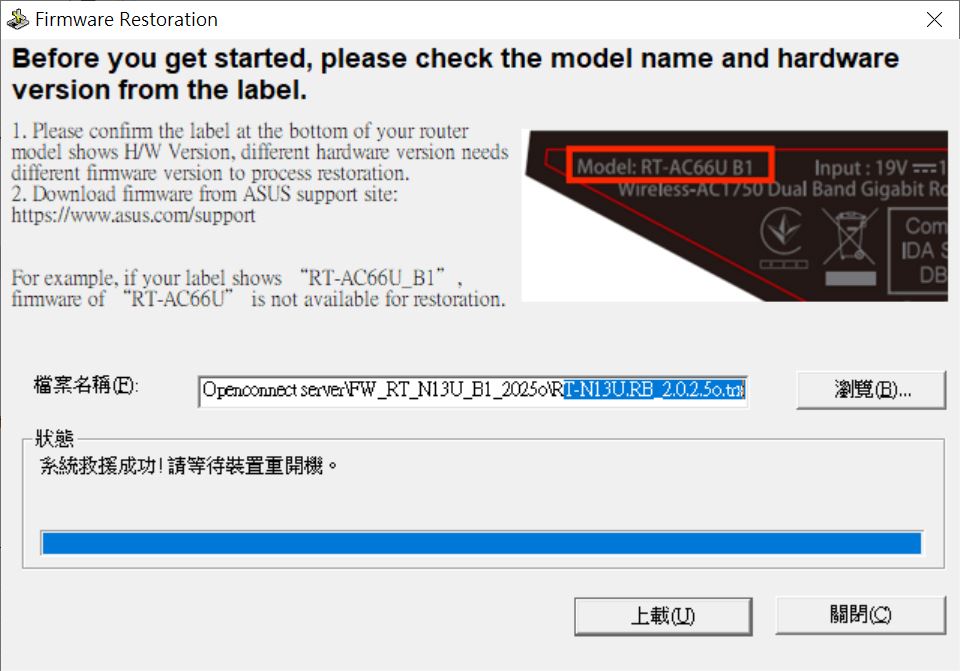 Firmware Restoration
Before you get started, please check the model name and hardware
version from the label.
1. Please confirm the label at the bottom of your router
model shows H/W Version, different hardware version needs
different firmware version to process restoration.
2. Download firmware from ASUS support site:
https://www.asus.com/support
For example, if your label shows “RT-AC66U_B1”,
firmware of “RT-AC66U” is not available for restoration.
Model: RT-AC66U B1
Input : 19V
Wireless-AC1750 Dual Band Gigabit
IDA
DB
檔案名稱(F):
Openconnect server\FW_RT_N13U_B1_2025o\RT-N13U.RB_2.0.2.5o.trx
瀏覽(B)...
狀態
系統救援成功!請等待裝置重開機。
上載(U)
關閉(C)